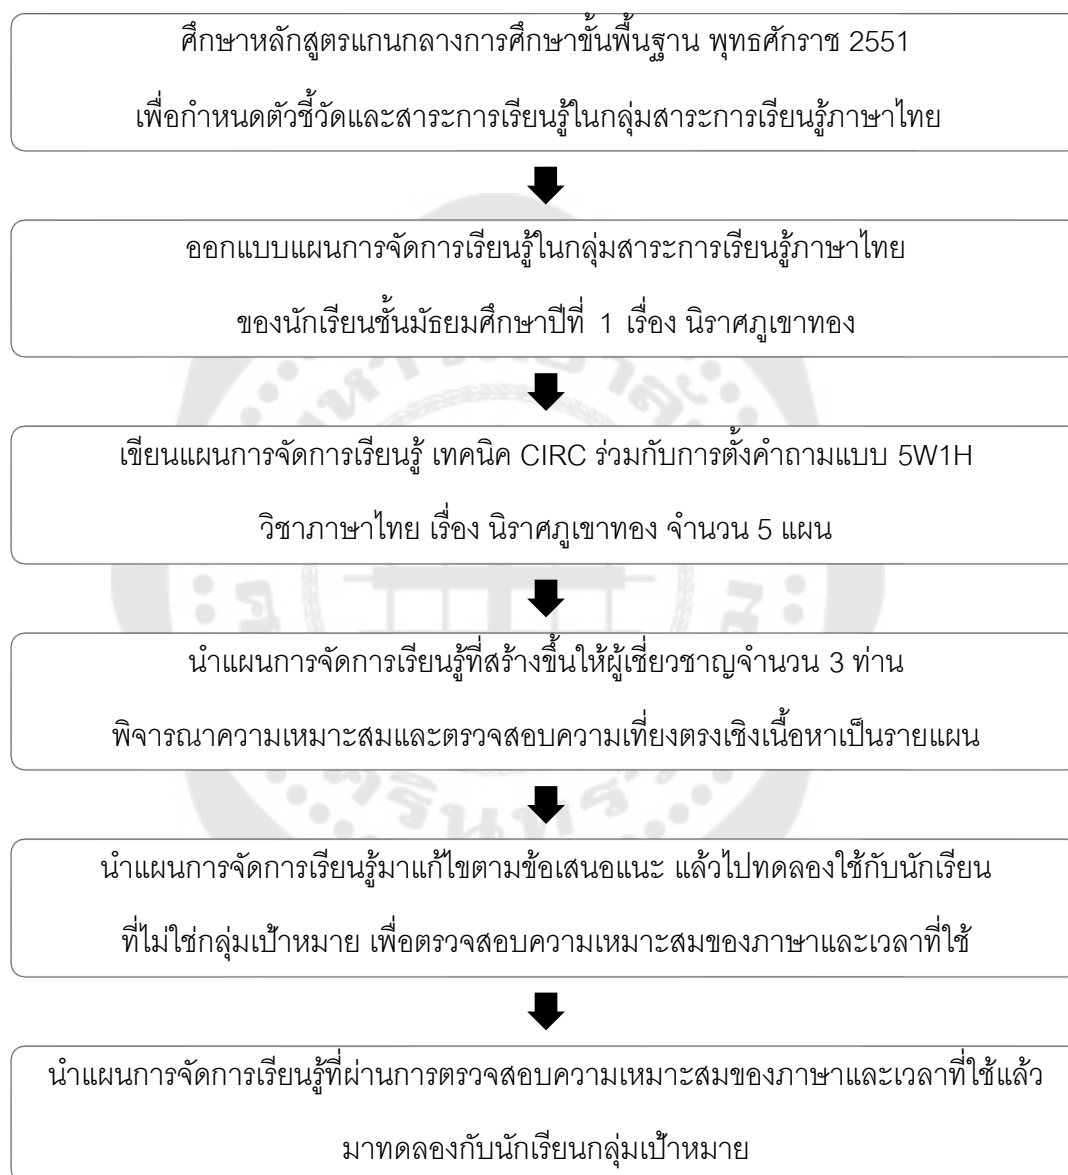 ศึกษาหลักสูตรแกนกลางการศึกษาขั้นพื้นฐาน พุทธศักราช 2551
เพื่อกำหนดตัวชี้วัดและสาระการเรียนรู้ในกลุ่มสาระการเรียนรู้ภาษาไทย
ออกแบบแผนการจัดการเรียนรู้ในกลุ่มสาระการเรียนรู้ภาษาไทย
ของนักเรียนชั้นมัธยมศึกษาปีที่ 1 เรื่อง นิราศภูเขาทอง
เขียนแผนการจัดการเรียนรู้ เทคนิค CIRC ร่วมกับการตั้งคำถามแบบ 5W1H
วิชาภาษาไทย เรื่อง นิราศภูเขาทอง จำนวน 5 แผน
นำแผนการจัดการเรียนรู้ที่สร้างขึ้นให้ผู้เชี่ยวชาญจำนวน 3 ท่าน
พิจารณาความเหมาะสมและตรวจสอบความเที่ยงตรงเชิงเนื้อหาเป็นรายแผน
นำแผนการจัดการเรียนรู้มาแก้ไขตามข้อเสนอแนะ แล้วไปทดลองใช้กับนักเรียน
ที่ไม่ใช่กลุ่มเป้าหมาย เพื่อตรวจสอบความเหมาะสมของภาษาและเวลาที่ใช้
นำแผนการจัดการเรียนรู้ที่ผ่านการตรวจสอบความเหมาะสมของภาษาและเวลาที่ใช้แล้ว
มาทดลองกับนักเรียนกลุ่มเป้าหมาย